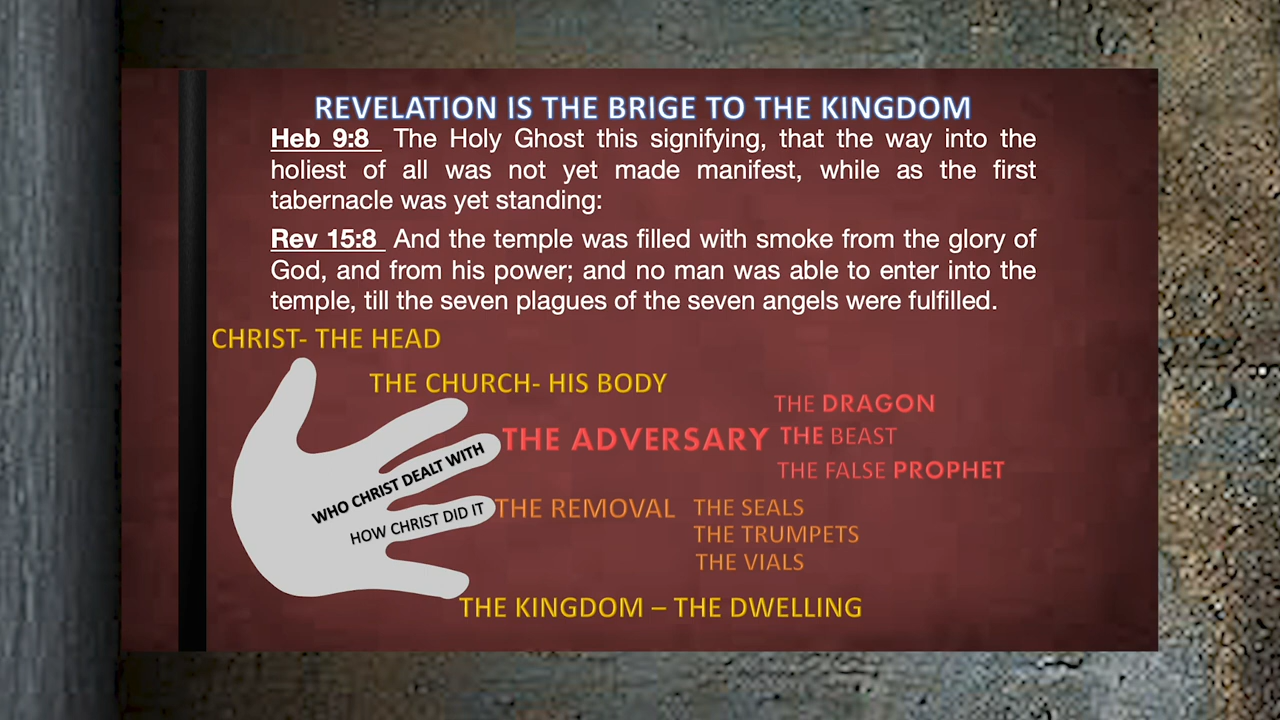 REVELATION IS THE BRIGE TO THE KINGDOM
Heb 9:8 The Holy Ghost this signifying, that the way into the
holiest of all was not yet made manifest, while as the first
tabernacle was yet standing:
Rev 15:8 And the temple was filled with smoke from the glory of
God, and from his power; and no man was able to enter into the
temple, till the seven plagues of the seven angels were fulfilled.
CHRIST- THE HEAD
THE CHURCH- HIS BODY
WHO CHRIST DEALT WITH
THE ADVERSARY
THE DRAGON
THE BEAST
THE FALSE PROPHET
HOW CHRIST DID IT
THE REMOVAL
THE SEALS
THE TRUMPETS
THE VIALS
THE KINGDOM – THE DWELLING